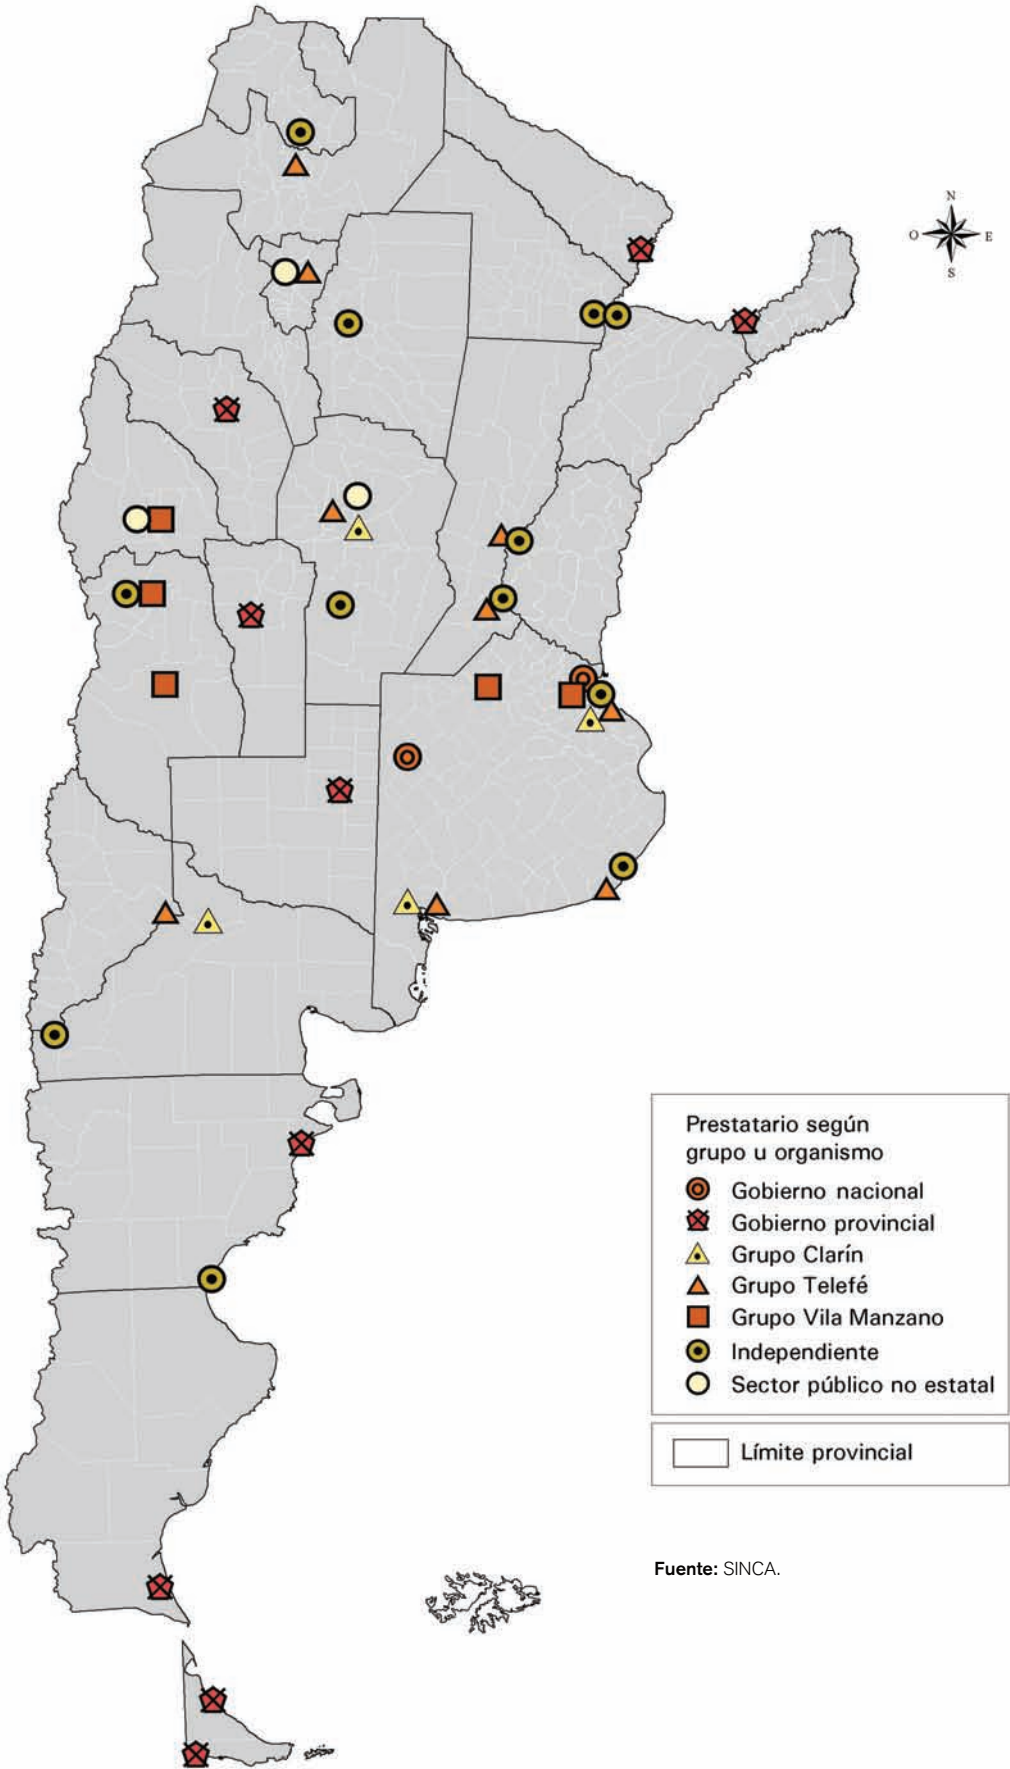 N
O
E
S
Prestatario según
grupo u organismo
Gobierno nacional
Gobierno provincial
Grupo Clarín
Grupo Telefé
Grupo Vila Manzano
Independiente
Sector público no estatal
Límite provincial
Fuente: SINCA.